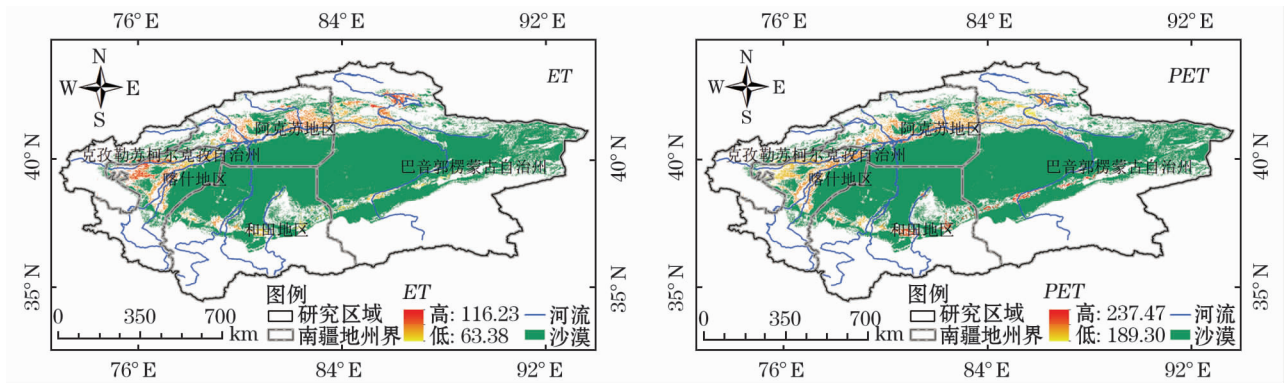 76°E 84°E 92°E
N
W E
S
ET
阿克苏地区
克孜勒苏柯尔克孜自治州
喀什地区
巴音郭楞蒙古自治州
和田地区
40°N
40°N
35°N
35°N
图例
研究区域
南疆地州界
ET
高: 116.23
低: 63.38
河流
沙漠
0 350 700
km
76°E 84°E 92°E
76°E 84°E 92°E
N
W E
S
PET
阿克苏地区
克孜勒苏柯尔克孜自治州
喀什地区
巴音郭楞蒙古自治州
和田地区
40°N
40°N
35°N
35°N
图例
研究区域
南疆地州界
PET
高: 237.47
低: 189.30
河流
沙漠
0 350 700
km
76°E 84°E 92°E